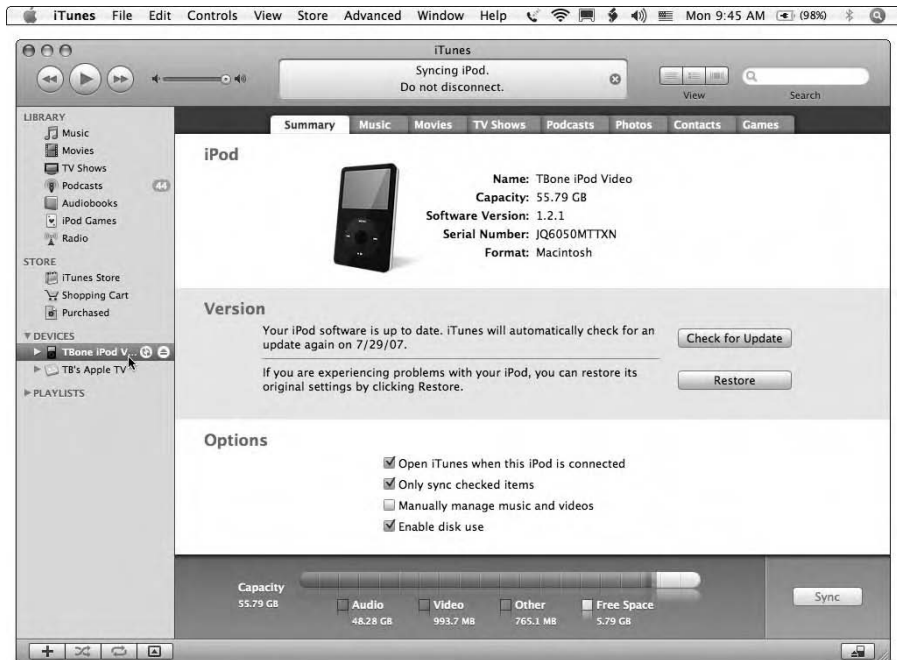 iTunes File Edit Controls View Store Advanced Window Help Mon 9:45 AM (98%)
iTunes
Syncing iPod.
Do not disconnect.
View
Search
LIBRARY
Music
Movies
TV Shows
Podcasts 44
Audiobooks
iPod Games
Radio
STORE
iTunes Store
Shopping Cart
Purchased
DEVICES
TBone iPod V...
TB's Apple TV
PLAYLISTS
Summary Music Movies TV Shows Podcasts Photos Contacts Games
iPod
Name: TBone iPod Video
Capacity: 55.79 GB
Software Version: 1.2.1
Serial Number: JQ6050MTTXN
Format: Macintosh
Version
Your iPod software is up to date. iTunes will automatically check for an
update again on 7/29/07.
Check for Update
If you are experiencing problems with your iPod, you can restore its
original settings by clicking Restore.
Restore
Options
Open iTunes when this iPod is connected
Only sync checked items
Manually manage music and videos
Enable disk use
Capacity
55.79 GB
Audio
48.28 GB
Video
993.7 MB
Other
765.1 MB
Free Space
5.79 GB
Sync